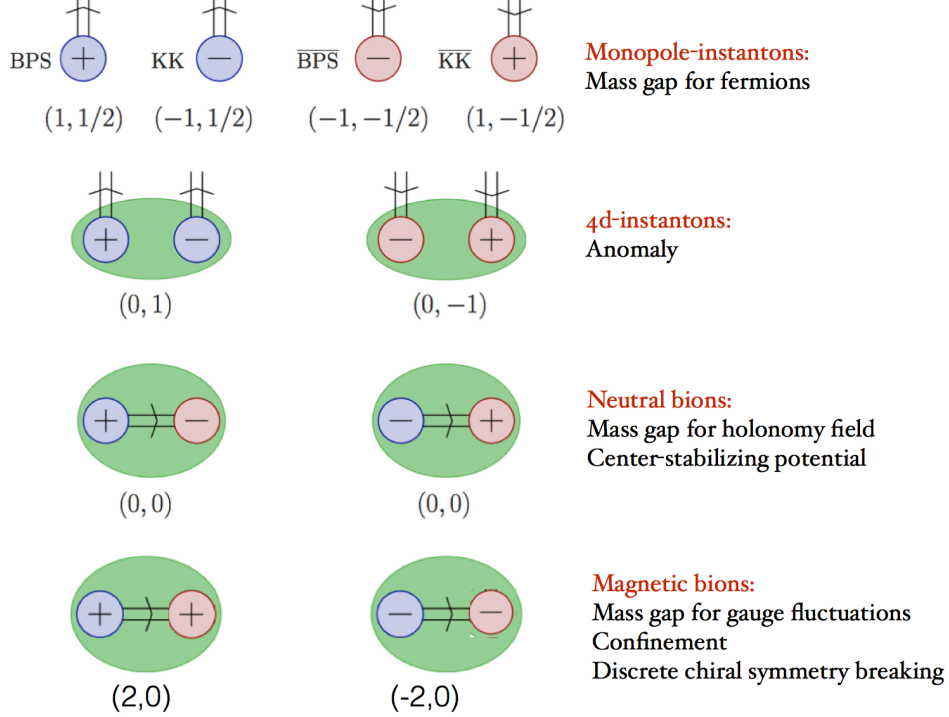 BPS + KK − \overline{BPS} − \overline{KK} +
(1, 1/2) (−1, 1/2) (−1, −1/2) (1, −1/2)
Monopole-instantons:
Mass gap for fermions
+ − − +
(0, 1) (0, −1)
4d-instantons:
Anomaly
+ − − +
(0, 0) (0, 0)
Neutral bions:
Mass gap for holonomy field
Center-stabilizing potential
+ + − −
(2,0) (-2,0)
Magnetic bions:
Mass gap for gauge fluctuations
Confinement
Discrete chiral symmetry breaking